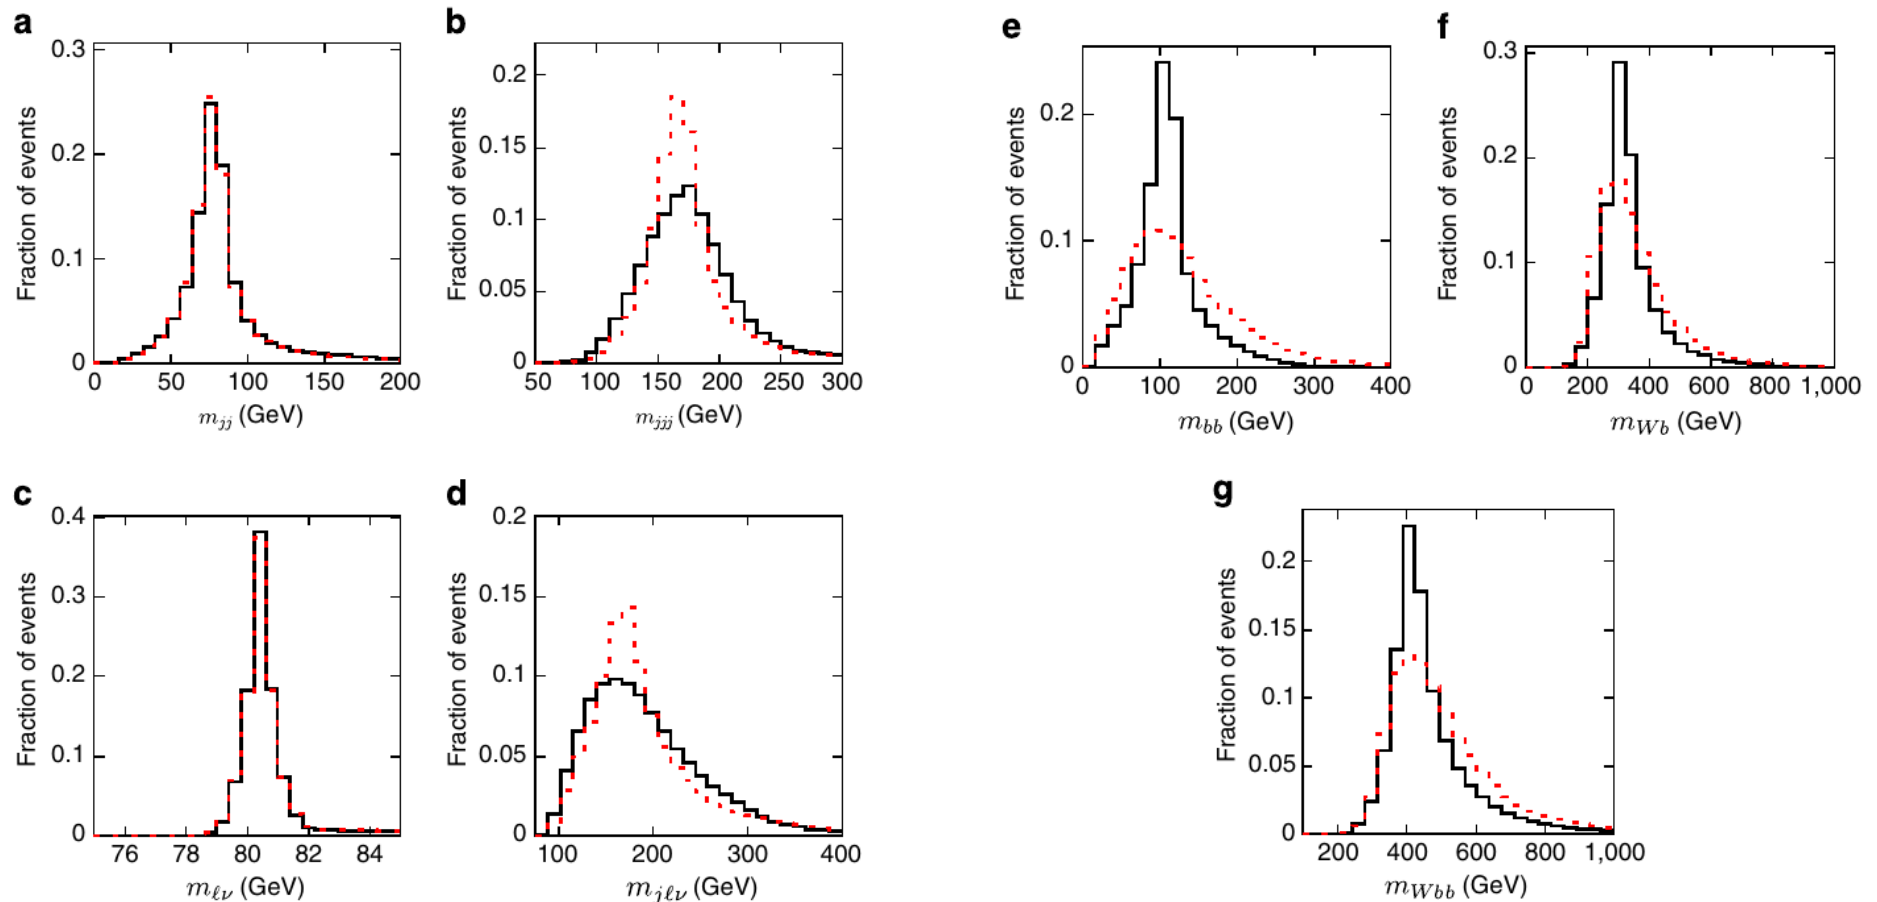 a
Fraction of events
0.3
0.2
0.1
0
0 50 100 150 200
m_jj (GeV)
b
Fraction of events
0.2
0.15
0.1
0.05
0
50 100 150 200 250 300
m_jjj (GeV)
e
Fraction of events
0.2
0.1
0
0 100 200 300 400
m_bb (GeV)
f
Fraction of events
0.3
0.2
0.1
0
0 200 400 600 800 1,000
m_Wb (GeV)
c
Fraction of events
0.4
0.3
0.2
0.1
0
76 78 80 82 84
m_ℓν (GeV)
d
Fraction of events
0.2
0.15
0.1
0.05
0
100 200 300 400
m_jℓν (GeV)
g
Fraction of events
0.2
0.15
0.1
0.05
0
200 400 600 800 1,000
m_Wbb (GeV)